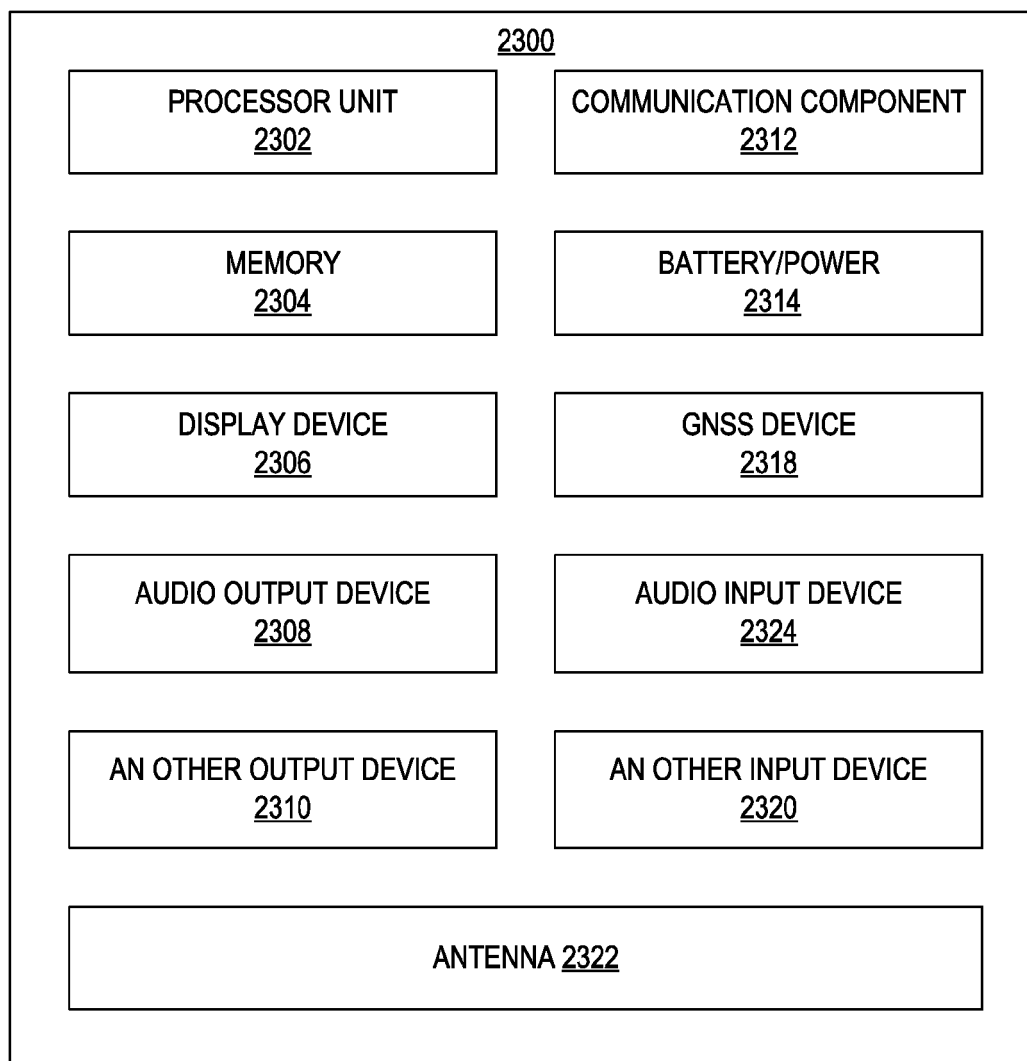 2300
PROCESSOR UNIT
2302
COMMUNICATION COMPONENT
2312
MEMORY
2304
BATTERY/POWER
2314
DISPLAY DEVICE
2306
GNSS DEVICE
2318
AUDIO OUTPUT DEVICE
2308
AUDIO INPUT DEVICE
2324
AN OTHER OUTPUT DEVICE
2310
AN OTHER INPUT DEVICE
2320
ANTENNA 2322